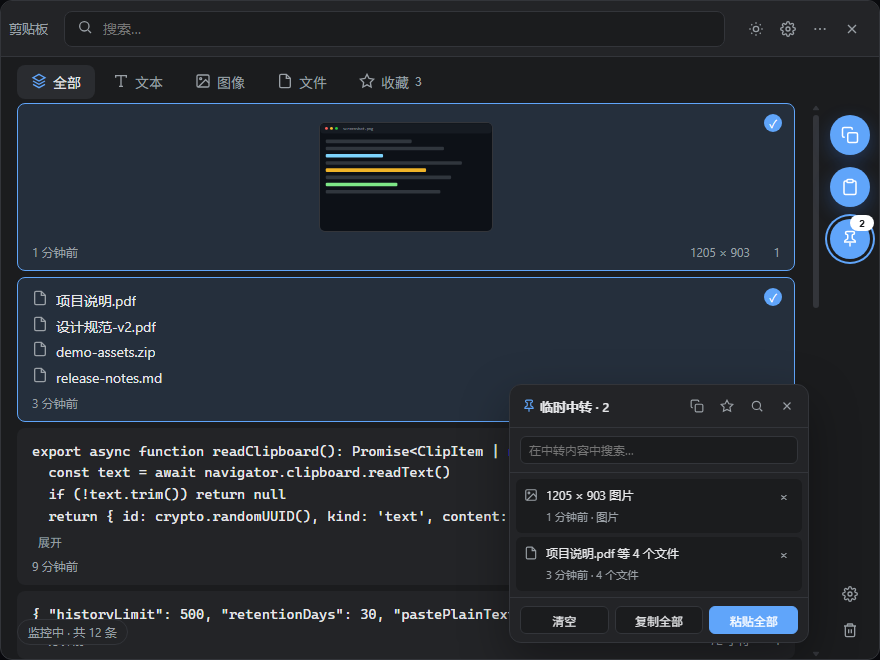 剪贴板
搜索...
全部
文本
图像
文件
收藏 3
1 分钟前
1205 × 903
1
项目说明.pdf
设计规范-v2.pdf
demo-assets.zip
release-notes.md
3 分钟前
export async function readClipboard(): Promise<ClipItem |
const text = await navigator.clipboard.readText()
if (!text.trim()) return null
return { id: crypto.randomUUID(), kind: 'text', content:
展开
9 分钟前
{ "historyLimit": 500, "retentionDays": 30, "pastePlainText
监控中 · 共 12 条
2
临时中转 · 2
在中转内容中搜索...
1205 × 903 图片
1 分钟前 · 图片
项目说明.pdf 等 4 个文件
3 分钟前 · 4 个文件
清空
复制全部
粘贴全部